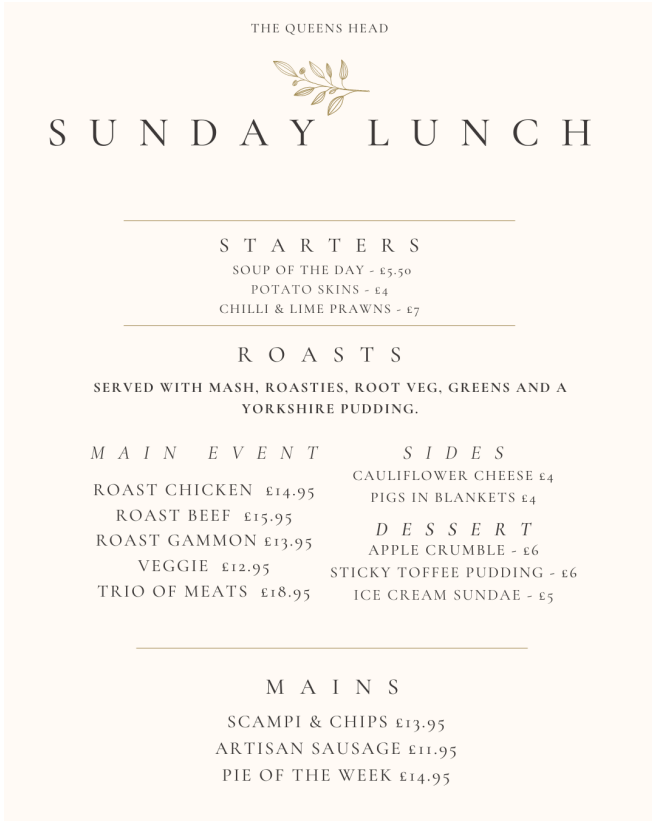 THE QUEENS HEAD
SUNDAY LUNCH
STARTERS
SOUP OF THE DAY - £5.50
POTATO SKINS - £4
CHILLI & LIME PRAWNS - £7
ROASTS
SERVED WITH MASH, ROASTIES, ROOT VEG, GREENS AND A
YORKSHIRE PUDDING.
MAIN EVENT
ROAST CHICKEN £14.95
ROAST BEEF £15.95
ROAST GAMMON £13.95
VEGGIE £12.95
TRIO OF MEATS £18.95
SIDES
CAULIFLOWER CHEESE £4
PIGS IN BLANKETS £4
DESSERT
APPLE CRUMBLE - £6
STICKY TOFFEE PUDDING - £6
ICE CREAM SUNDAE - £5
MAINS
SCAMPI & CHIPS £13.95
ARTISAN SAUSAGE £11.95
PIE OF THE WEEK £14.95